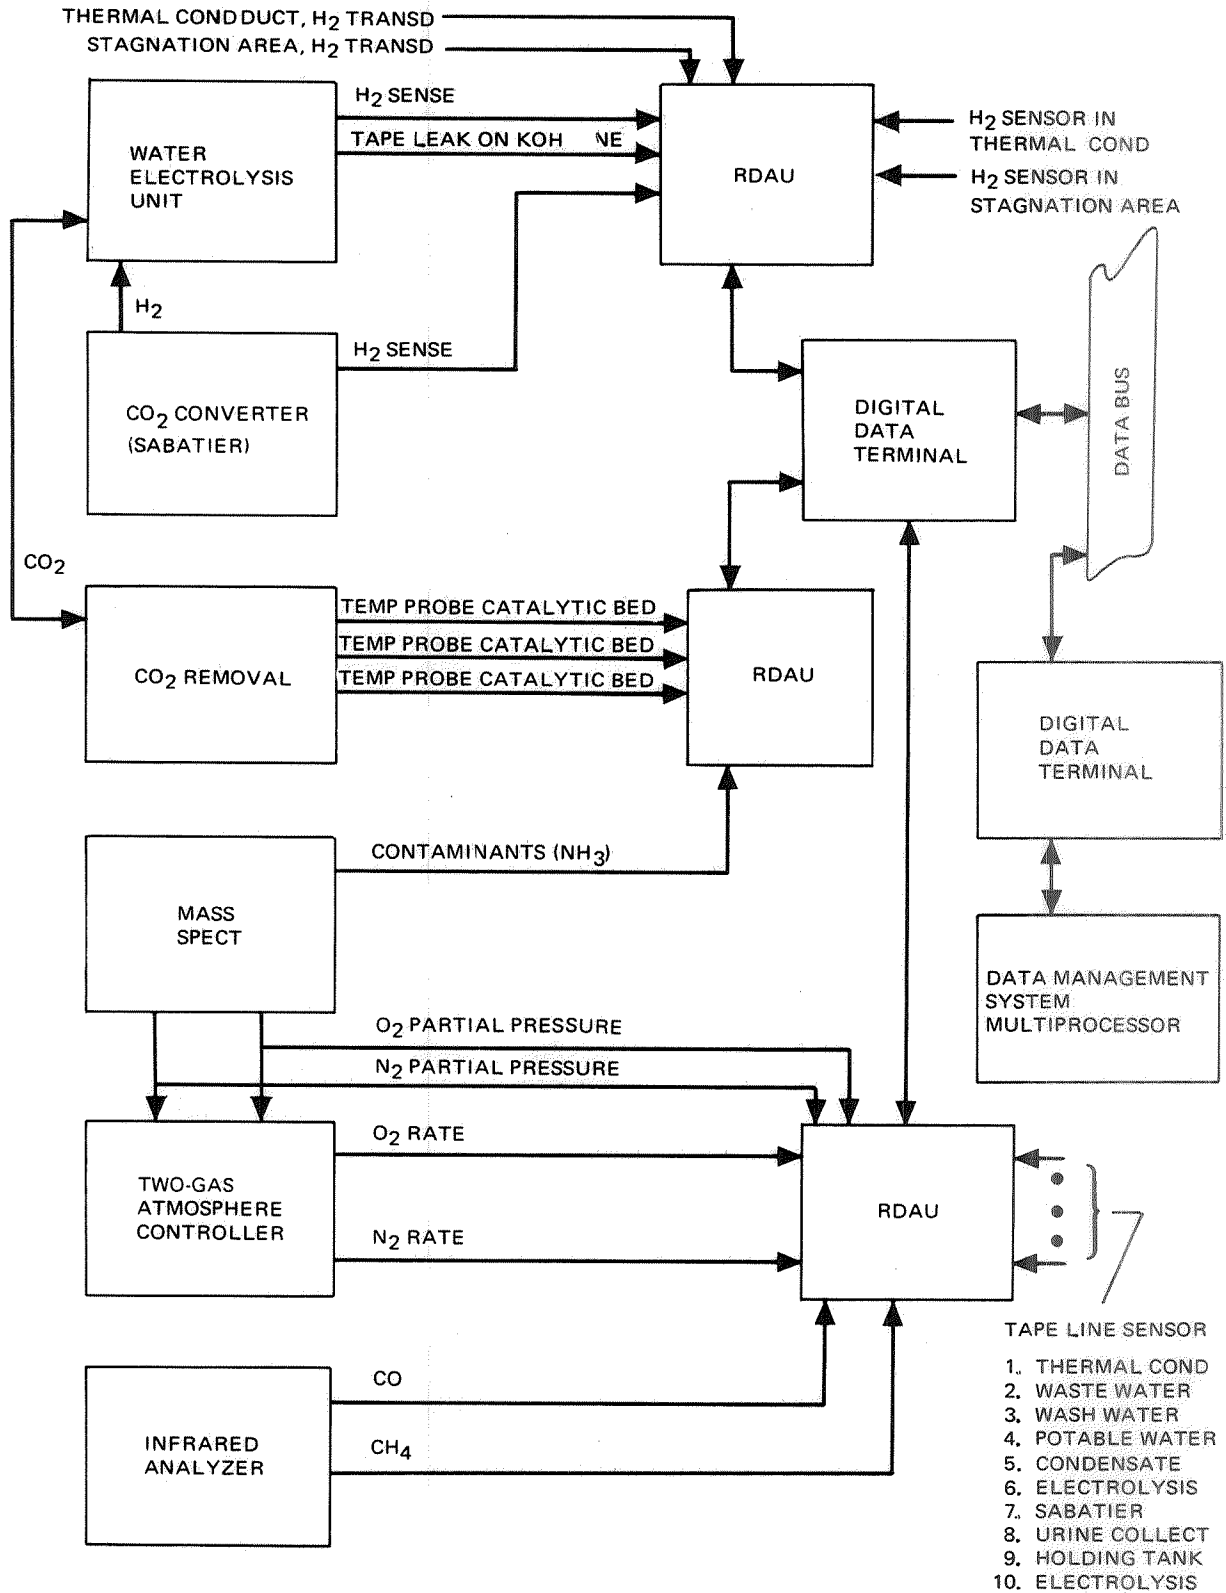 THERMAL CONDDUCT, H2 TRANSD
STAGNATION AREA, H2 TRANSD
H2 SENSE
TAPE LEAK ON KOH NE
WATER
ELECTROLYSIS
UNIT
RDAU
H2 SENSOR IN
THERMAL COND
H2 SENSOR IN
STAGNATION AREA
H2
H2 SENSE
CO2 CONVERTER
(SABATIER)
DIGITAL
DATA
TERMINAL
DATA BUS
CO2
TEMP PROBE CATALYTIC BED
TEMP PROBE CATALYTIC BED
TEMP PROBE CATALYTIC BED
CO2 REMOVAL
RDAU
DIGITAL
DATA
TERMINAL
CONTAMINANTS (NH3)
MASS
SPECT
DATA MANAGEMENT
SYSTEM
MULTIPROCESSOR
O2 PARTIAL PRESSURE
N2 PARTIAL PRESSURE
O2 RATE
TWO-GAS
ATMOSPHERE
CONTROLLER
N2 RATE
RDAU
TAPE LINE SENSOR
1. THERMAL COND
2. WASTE WATER
3. WASH WATER
4. POTABLE WATER
5. CONDENSATE
6. ELECTROLYSIS
7. SABATIER
8. URINE COLLECT
9. HOLDING TANK
10. ELECTROLYSIS
CO
CH4
INFRARED
ANALYZER